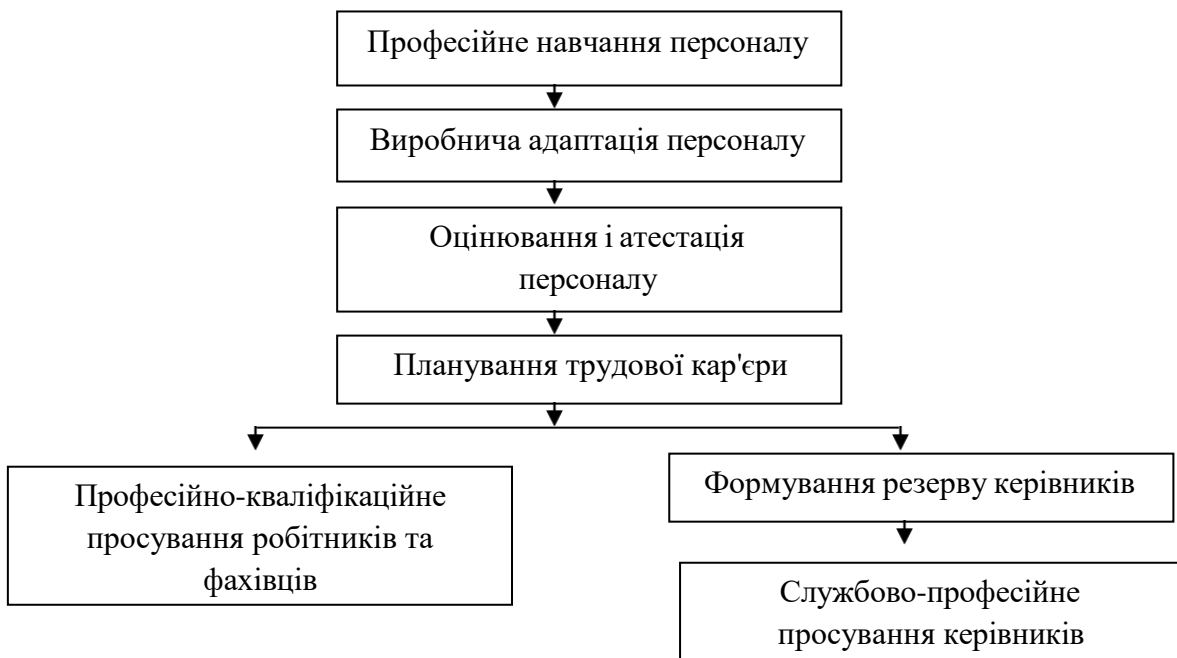 Професійне навчання персоналу
Виробнича адаптація персоналу
Оцінювання і атестація
персоналу
Планування трудової кар'єри
Професійно-кваліфікаційне
просування робітників та
фахівців
Формування резерву керівників
Службово-професійне
просування керівників